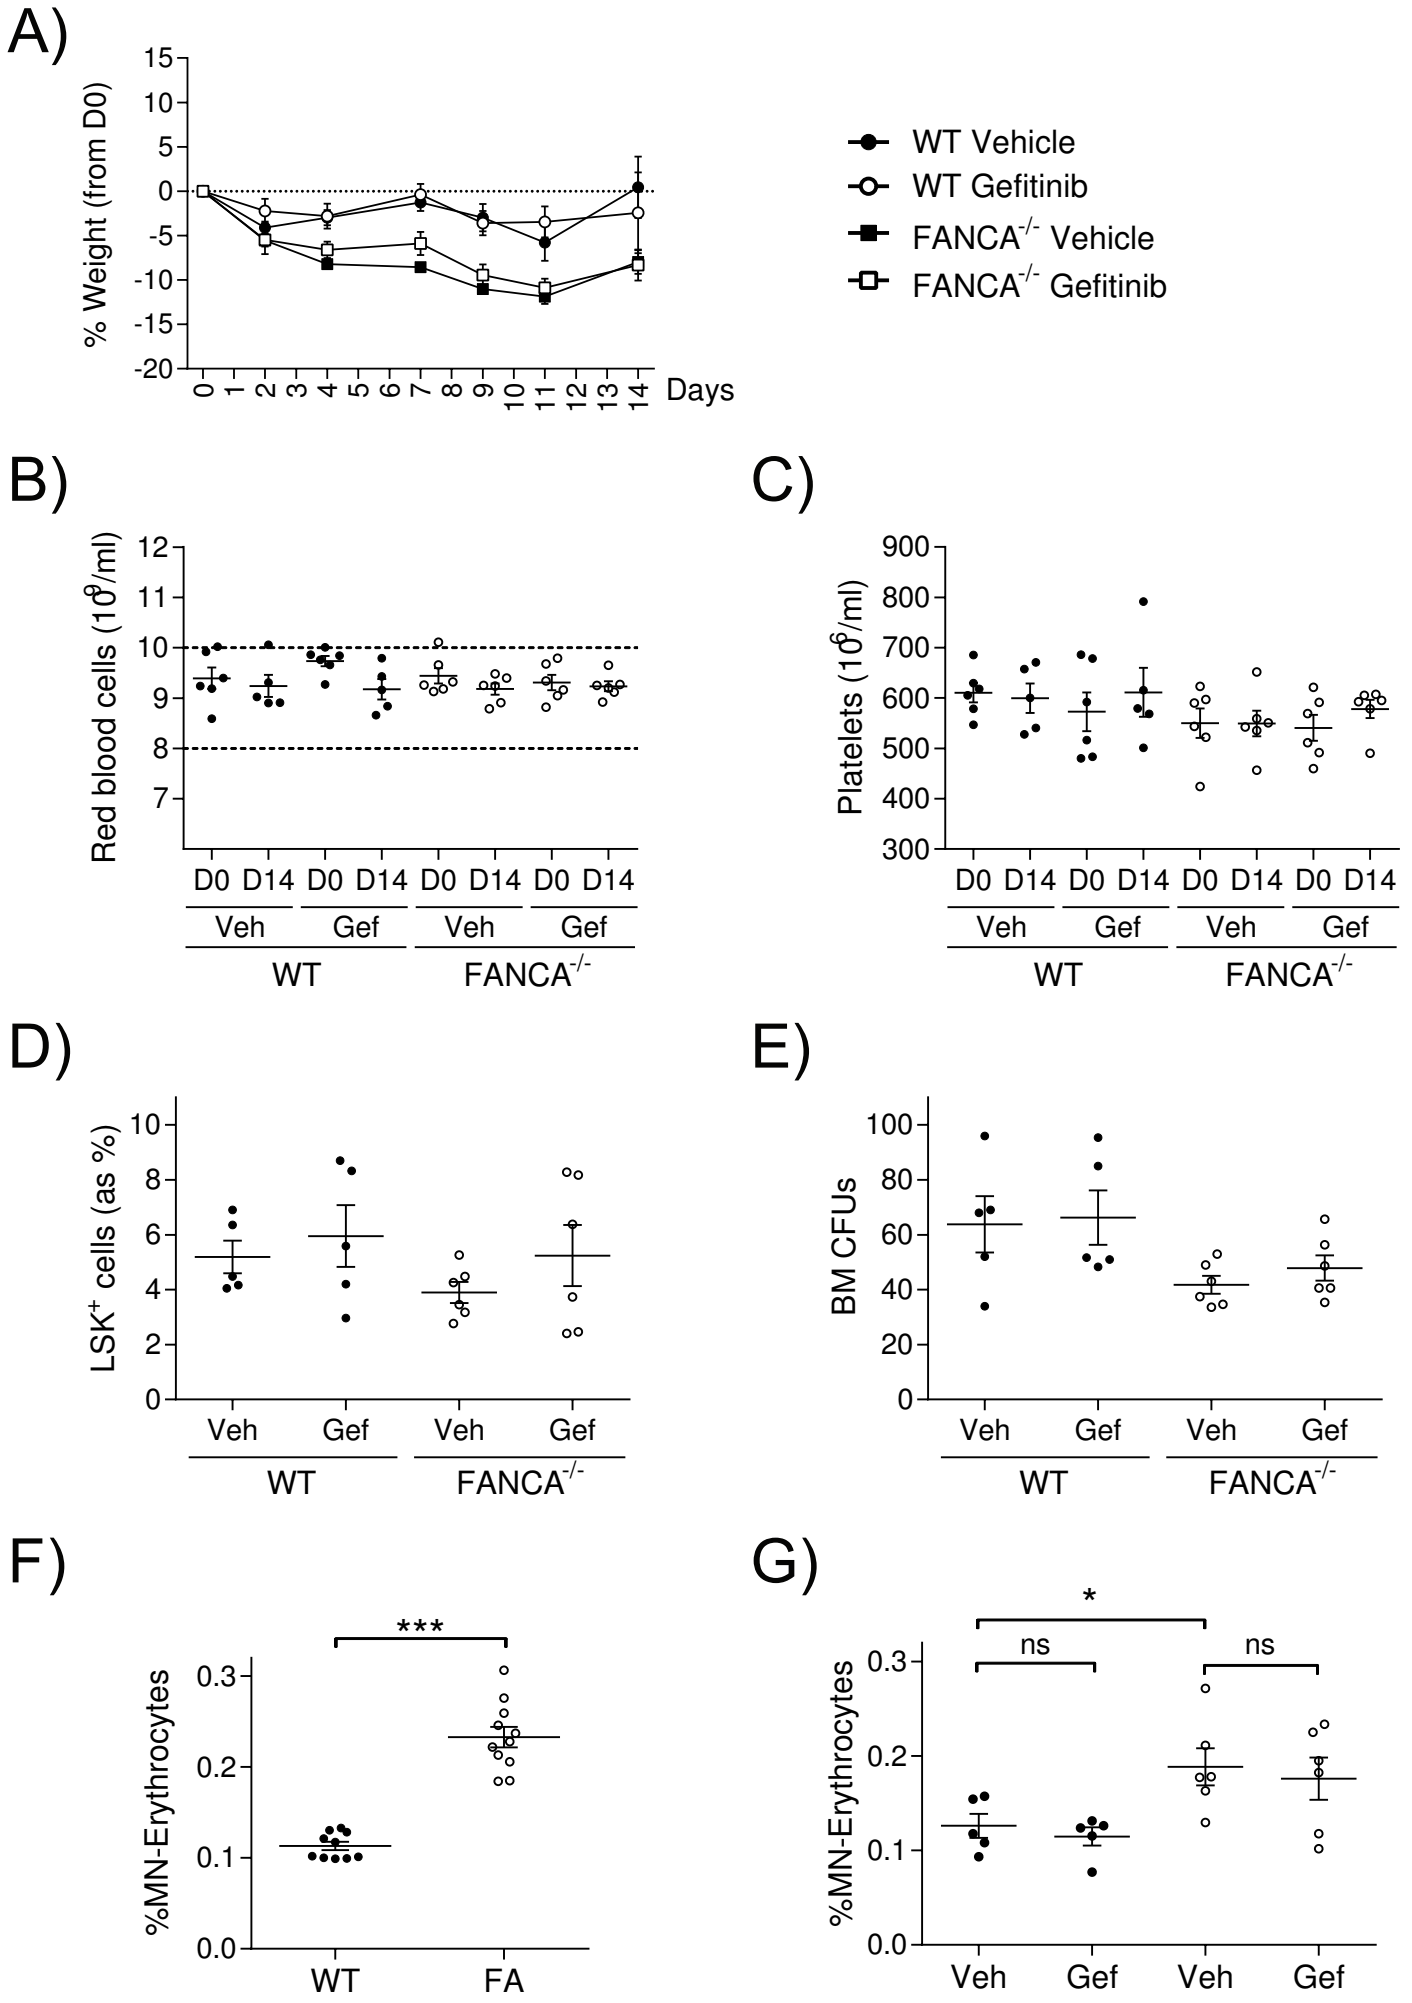 A)
% Weight (from D0)
15
10
5
0
-5
-10
-15
-20
0 1 2 3 4 5 6 7 8 9 10 11 12 13 14 Days
WT Vehicle
WT Gefitinib
FANCA-/- Vehicle
FANCA-/- Gefitinib
B)
Red blood cells (10⁹/ml)
12
11
10
9
8
7
D0 D14 D0 D14 D0 D14 D0 D14
Veh Gef Veh Gef
WT FANCA-/-
C)
Platelets (10⁶/ml)
900
800
700
600
500
400
300
D0 D14 D0 D14 D0 D14 D0 D14
Veh Gef Veh Gef
WT FANCA-/-
D)
LSK⁺ cells (as %)
10
8
6
4
2
0
Veh Gef Veh Gef
WT FANCA-/-
E)
BM CFUs
100
80
60
40
20
0
Veh Gef Veh Gef
WT FANCA-/-
F)
%MN-Erythrocytes
***
0.3
0.2
0.1
0.0
WT FA
G)
%MN-Erythrocytes
*
ns ns
0.3
0.2
0.1
0.0
Veh Gef Veh Gef